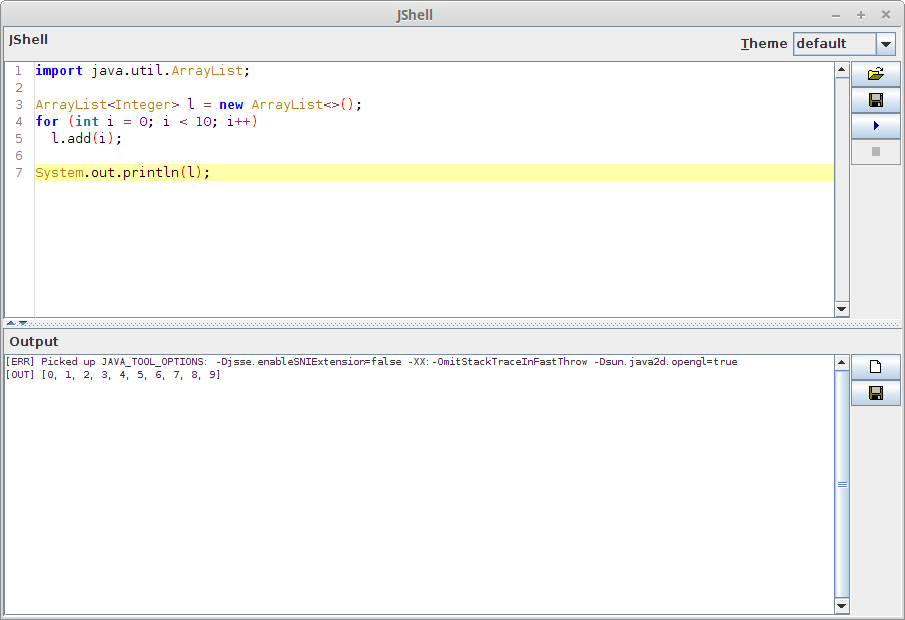 JShell
JShell
Theme default
1 import java.util.ArrayList;
2
3 ArrayList<Integer> l = new ArrayList<>();
4 for (int i = 0; i < 10; i++)
5   l.add(i);
6
7 System.out.println(l);
Output
[ERR] Picked up JAVA_TOOL_OPTIONS: -Djsse.enableSNIExtension=false -XX:-OmitStackTraceInFastThrow -Dsun.java2d.opengl=true
[OUT] [0, 1, 2, 3, 4, 5, 6, 7, 8, 9]